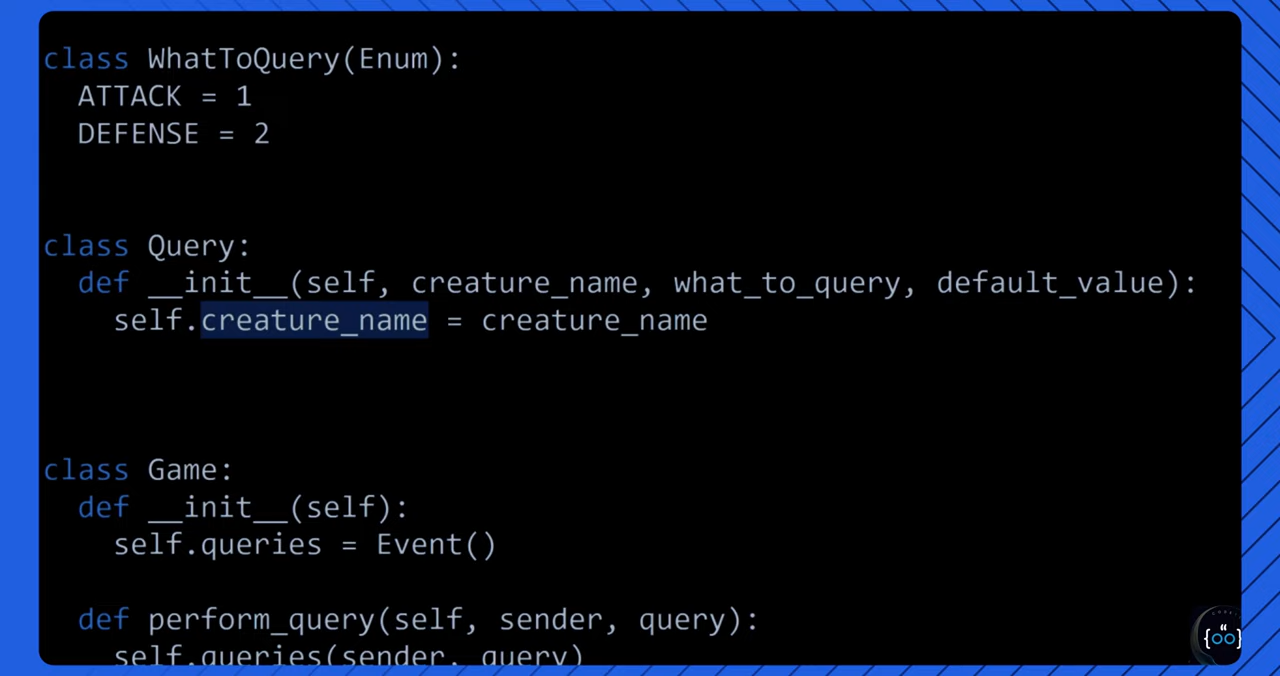 class WhatToQuery(Enum):
  ATTACK = 1
  DEFENSE = 2
class Query:
  def __init__(self, creature_name, what_to_query, default_value):
    self.creature_name = creature_name
class Game:
  def __init__(self):
    self.queries = Event()
  def perform_query(self, sender, query):
    self.queries(sender, query)